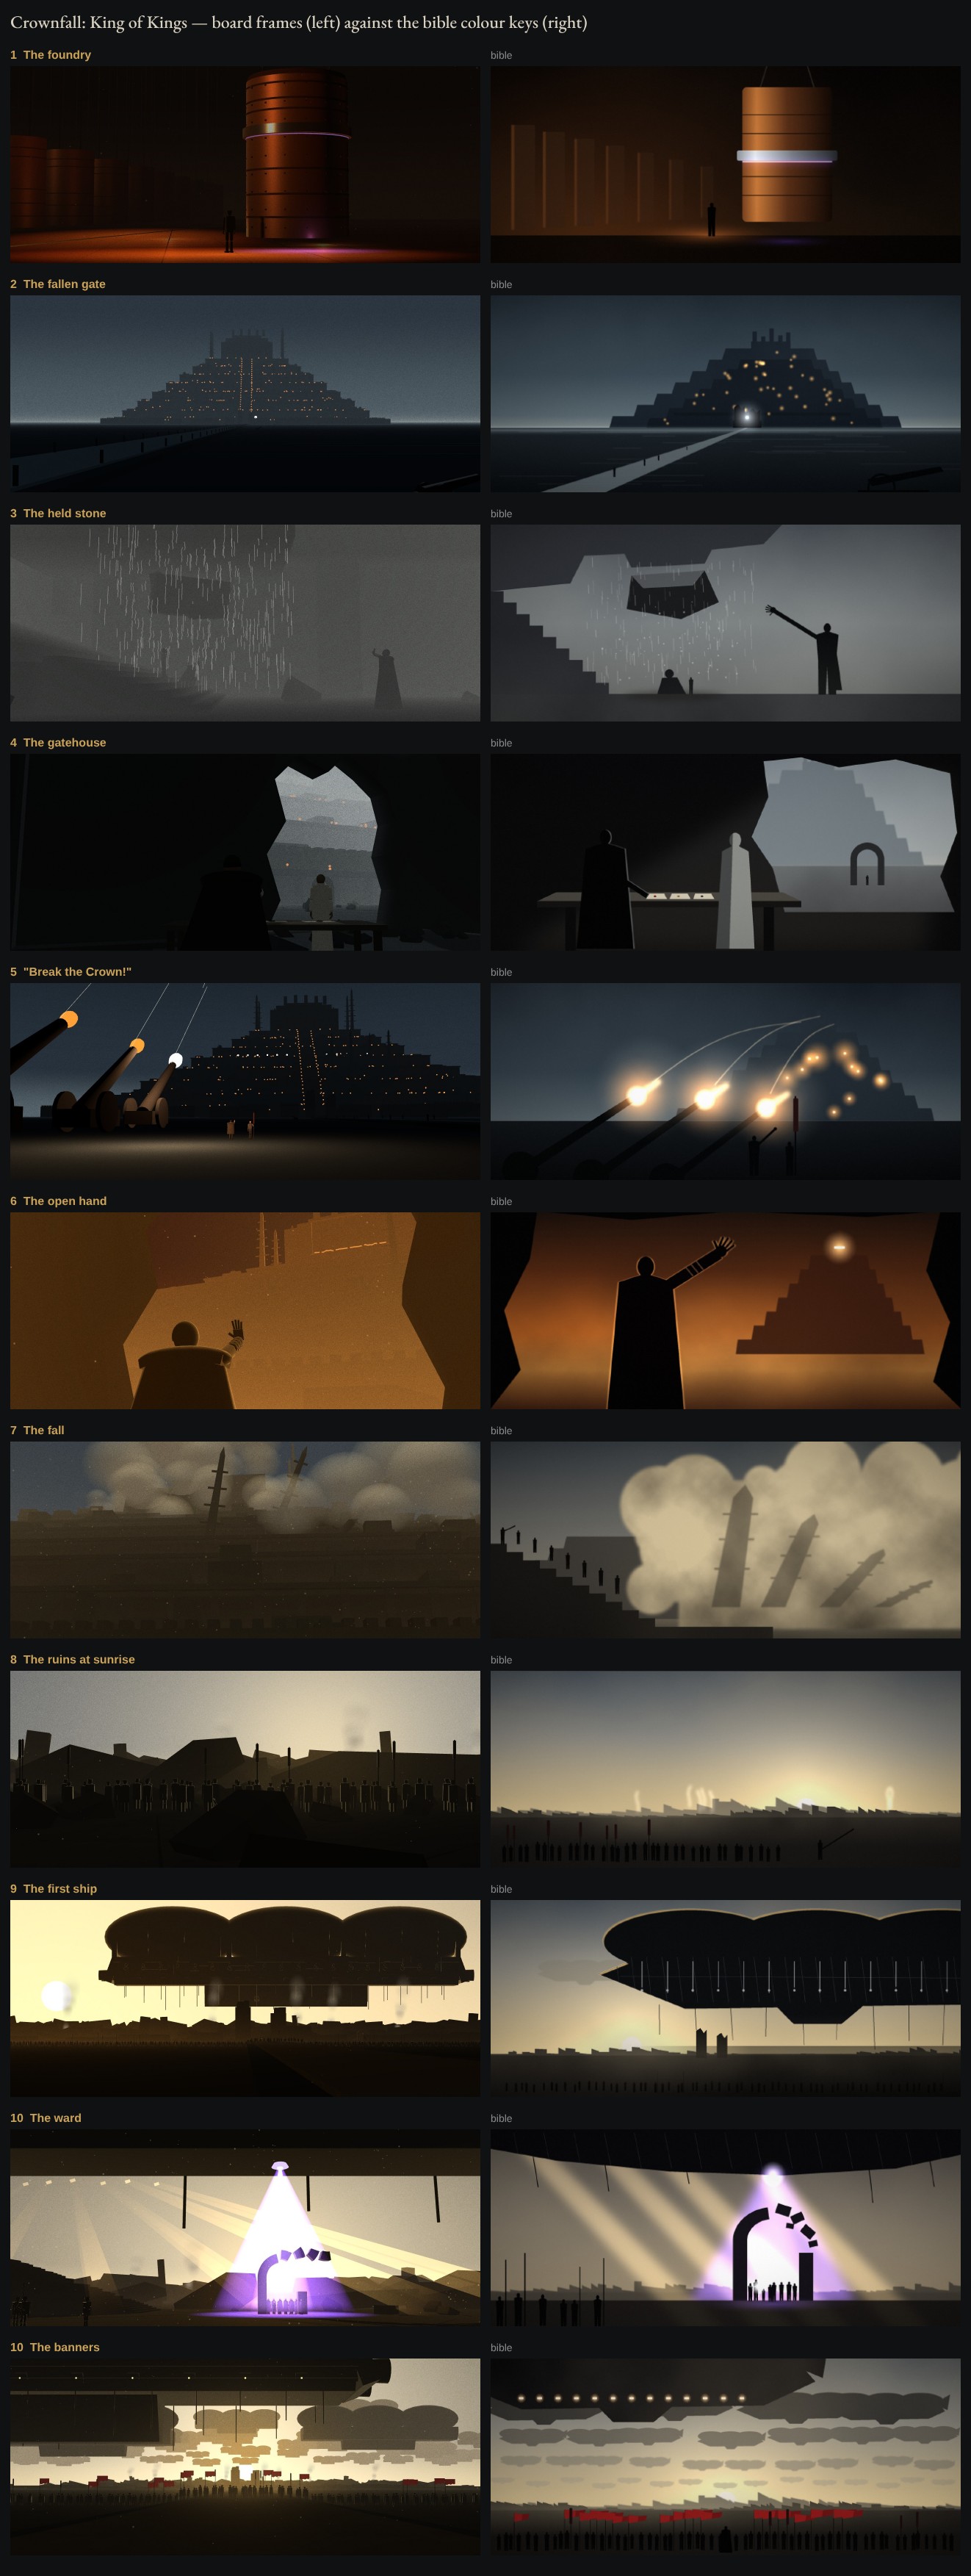 Crownfall: King of Kings — board frames (left) against the bible colour keys (right)
1 The foundry
bible
2 The fallen gate
bible
3 The held stone
bible
4 The gatehouse
bible
5 "Break the Crown!"
bible
6 The open hand
bible
7 The fall
bible
8 The ruins at sunrise
bible
9 The first ship
bible
10 The ward
bible
10 The banners
bible